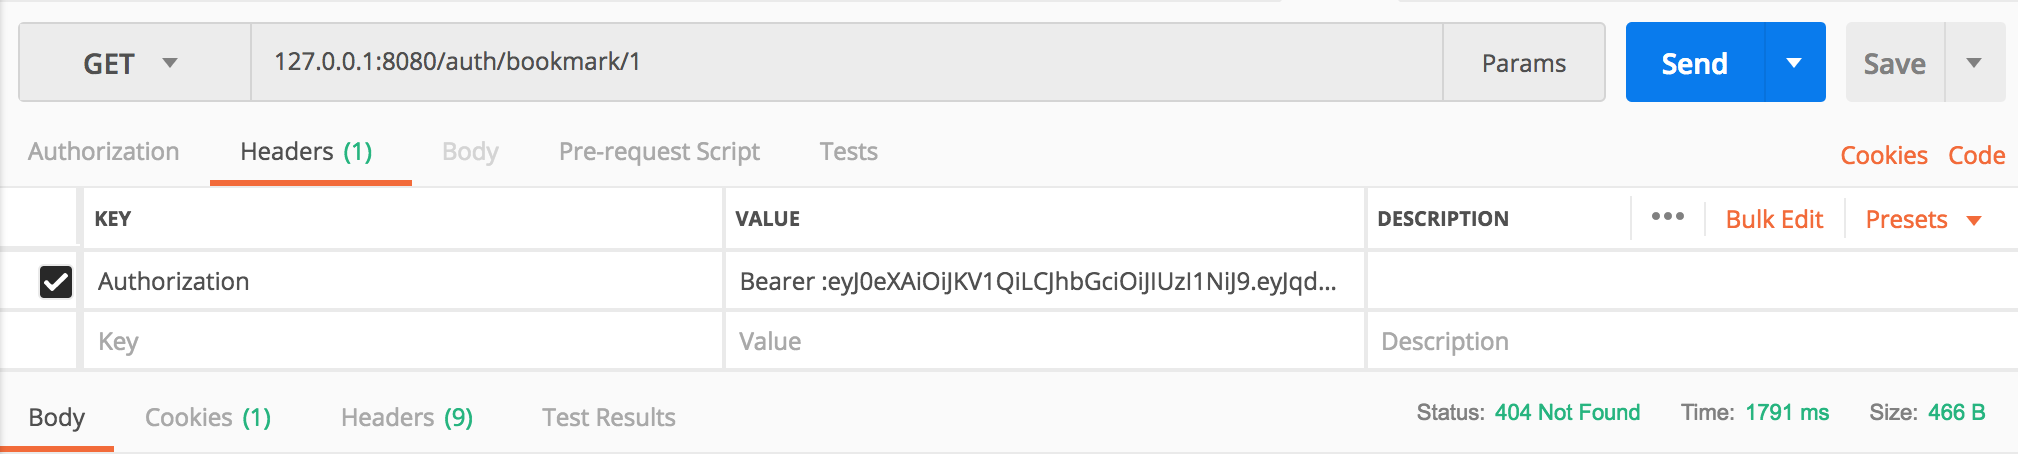 GET 127.0.0.1:8080/auth/bookmark/1 Params Send Save
Authorization Headers (1) Body Pre-request Script Tests Cookies Code
KEY VALUE DESCRIPTION ••• Bulk Edit Presets
Authorization Bearer :eyJ0eXAiOiJKV1QiLCJhbGciOiJIUzI1NiJ9.eyJqd...
Key Value Description
Body Cookies (1) Headers (9) Test Results Status: 404 Not Found Time: 1791 ms Size: 466 B